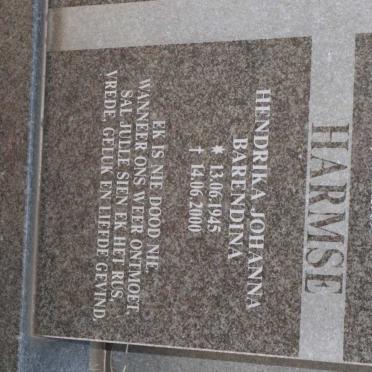 HARMSE
HENDRIKA JOHANNA
BARENDINA
* 13.06.1945
† 14.06.2000
EK IS NIE DOOD NIE.
WANNEER ONS WEER ONTMOET,
SAL JULLE SIEN EK HET RUS,
VREDE, GELUK EN LIEFDE GEVIND.